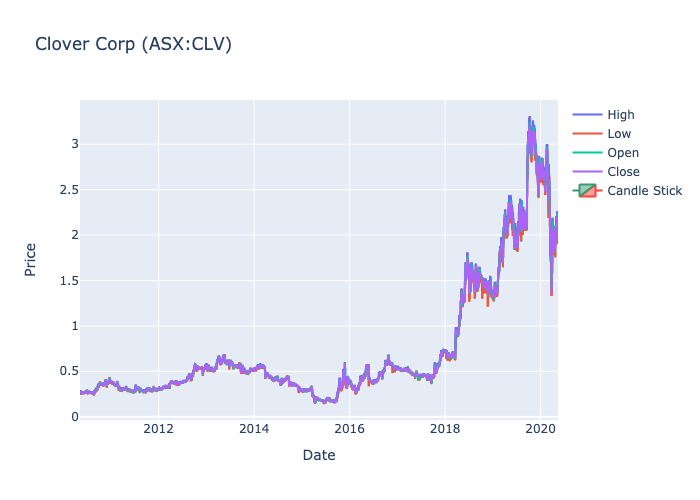 Clover Corp (ASX:CLV)
High
Low
Open
Close
Candle Stick
3
2.5
2
1.5
1
0.5
0
Price
2012 2014 2016 2018 2020
Date